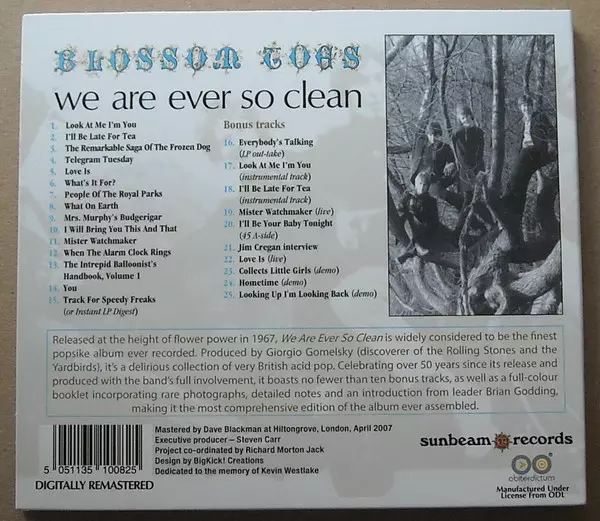 BLOSSOM TOES
we are ever so clean
1. Look At Me I'm You
2. I'll Be Late For Tea
3. The Remarkable Saga Of The Frozen Dog
4. Telegram Tuesday
5. Love Is
6. What's It For?
7. People Of The Royal Parks
8. What On Earth
9. Mrs. Murphy's Budgerigar
10. I Will Bring You This And That
11. Mister Watchmaker
12. When The Alarm Clock Rings
13. The Intrepid Balloonist's
Handbook, Volume 1
14. You
15. Track For Speedy Freaks
(or Instant LP Digest)
Bonus tracks
16. Everybody's Talking
(LP out-take)
17. Look At Me I'm You
(instrumental track)
18. I'll Be Late For Tea
(instrumental track)
19. Mister Watchmaker (live)
20. I'll Be Your Baby Tonight
(45 A-side)
21. Jim Cregan interview
22. Love Is (live)
23. Collects Little Girls (demo)
24. Hometime (demo)
25. Looking Up I'm Looking Back (demo)
Released at the height of flower power in 1967, We Are Ever So Clean is widely considered to be the finest
popsike album ever recorded. Produced by Giorgio Gomelsky (discoverer of the Rolling Stones and the
Yardbirds), it's a delirious collection of very British acid pop. Celebrating over 50 years since its release and
produced with the band's full involvement, it boasts no fewer than ten bonus tracks, as well as a full-colour
booklet incorporating rare photographs, detailed notes and an introduction from leader Brian Godding,
making it the most comprehensive edition of the album ever assembled.
5 051135 100825
DIGITALLY REMASTERED
Mastered by Dave Blackman at Hiltongrove, London, April 2007
Executive producer – Steven Carr
Project co-ordinated by Richard Morton Jack
Design by BigKick! Creations
Dedicated to the memory of Kevin Westlake
sunbeam records
obiterdictum
Manufactured Under
License From ODL